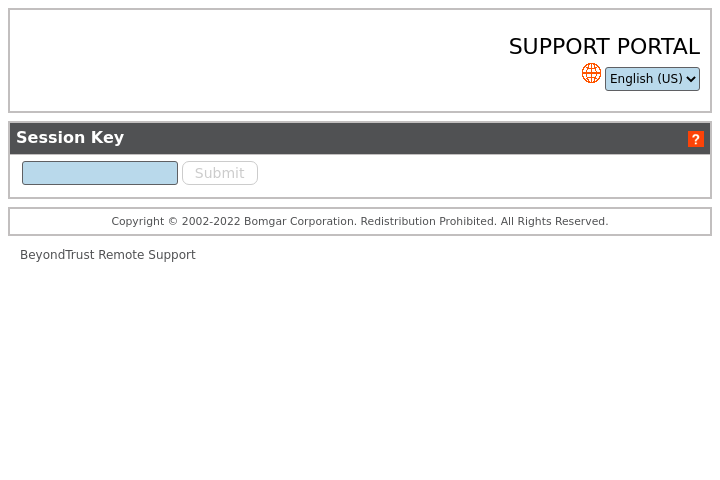 SUPPORT PORTAL
English (US)
Session Key
?
Submit
Copyright © 2002-2022 Bomgar Corporation. Redistribution Prohibited. All Rights Reserved.
BeyondTrust Remote Support